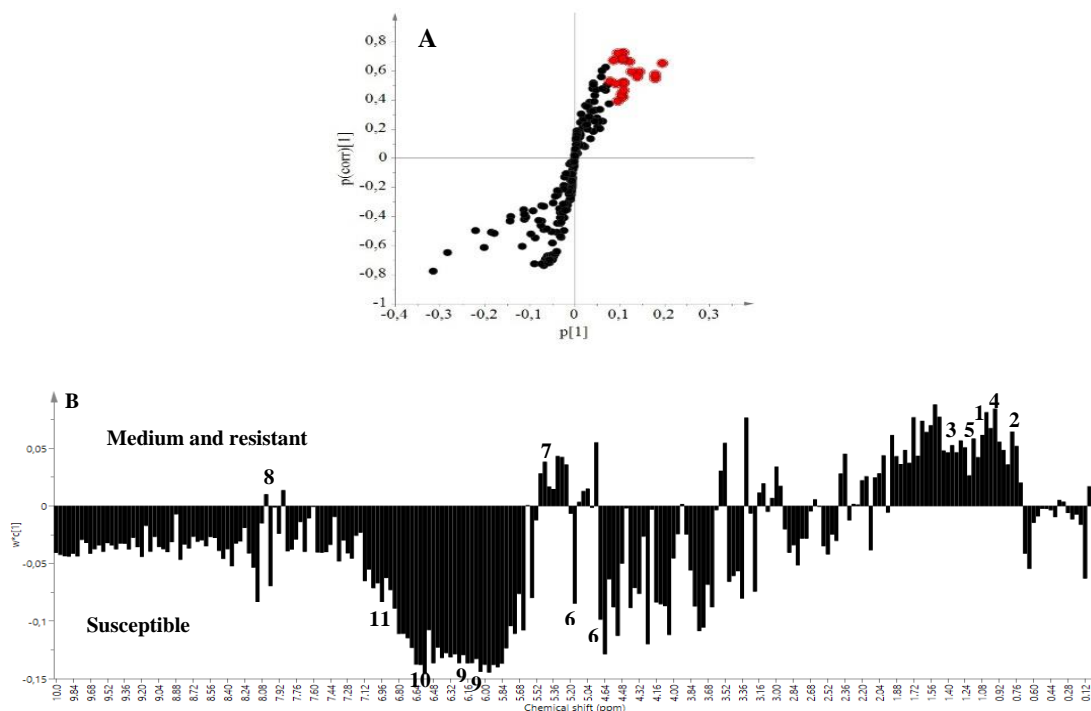 A
0,8
0,6
0,4
0,2
0
-0,2
-0,4
-0,6
-0,8
-1
p(corr)[1]
-0,4 -0,3 -0,2 -0,1 0 0,1 0,2 0,3
p[1]
B
Medium and resistant
Susceptible
0,05
0
-0,05
-0,1
-0,15
w*c[1]
8 7 3 5 1 4 2
11 10 9 9 6 6
10.0 9.84 9.68 9.52 9.36 9.20 9.04 8.88 8.72 8.56 8.40 8.24 8.08 7.92 7.76 7.60 7.44 7.28 7.12 6.96 6.80 6.64 6.48 6.32 6.16 6.00 5.84 5.68 5.52 5.36 5.20 5.04 4.64 4.48 4.32 4.16 4.00 3.84 3.68 3.52 3.36 3.16 3.00 2.84 2.68 2.52 2.36 2.20 2.04 1.88 1.72 1.56 1.40 1.24 1.08 0.92 0.76 0.60 0.44 0.28 0.12
Chemical shift (ppm)